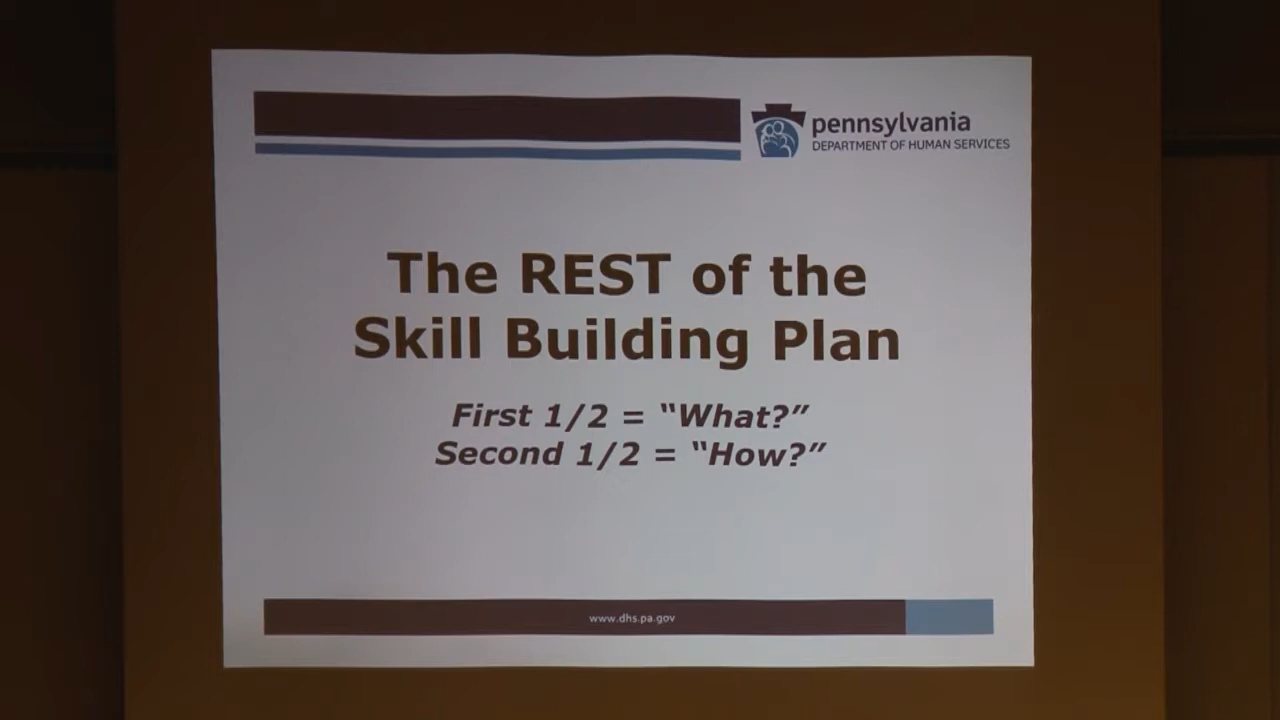 pennsylvania
DEPARTMENT OF HUMAN SERVICES
The REST of the
Skill Building Plan
First 1/2 = “What?”
Second 1/2 = “How?”
www.dhs.pa.gov